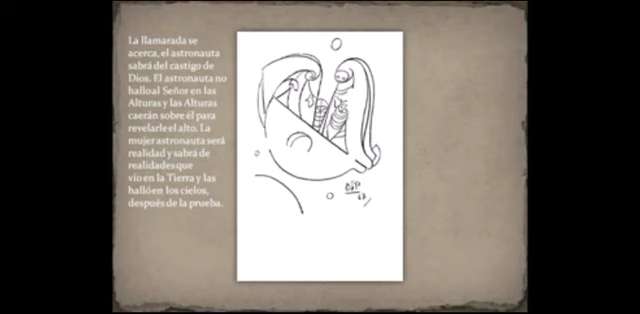 La llamarada se
acerca, el astronauta
sabrá del castigo de
Dios. El astronauta no
halloal Señor en las
Alturas y las Alturas
caerán sobre él para
revelarle el alto. La
mujer astronauta será
realidad y sabrá de
realidades que
vio en la Tierra y las
halló en los cielos,
después de la prueba.